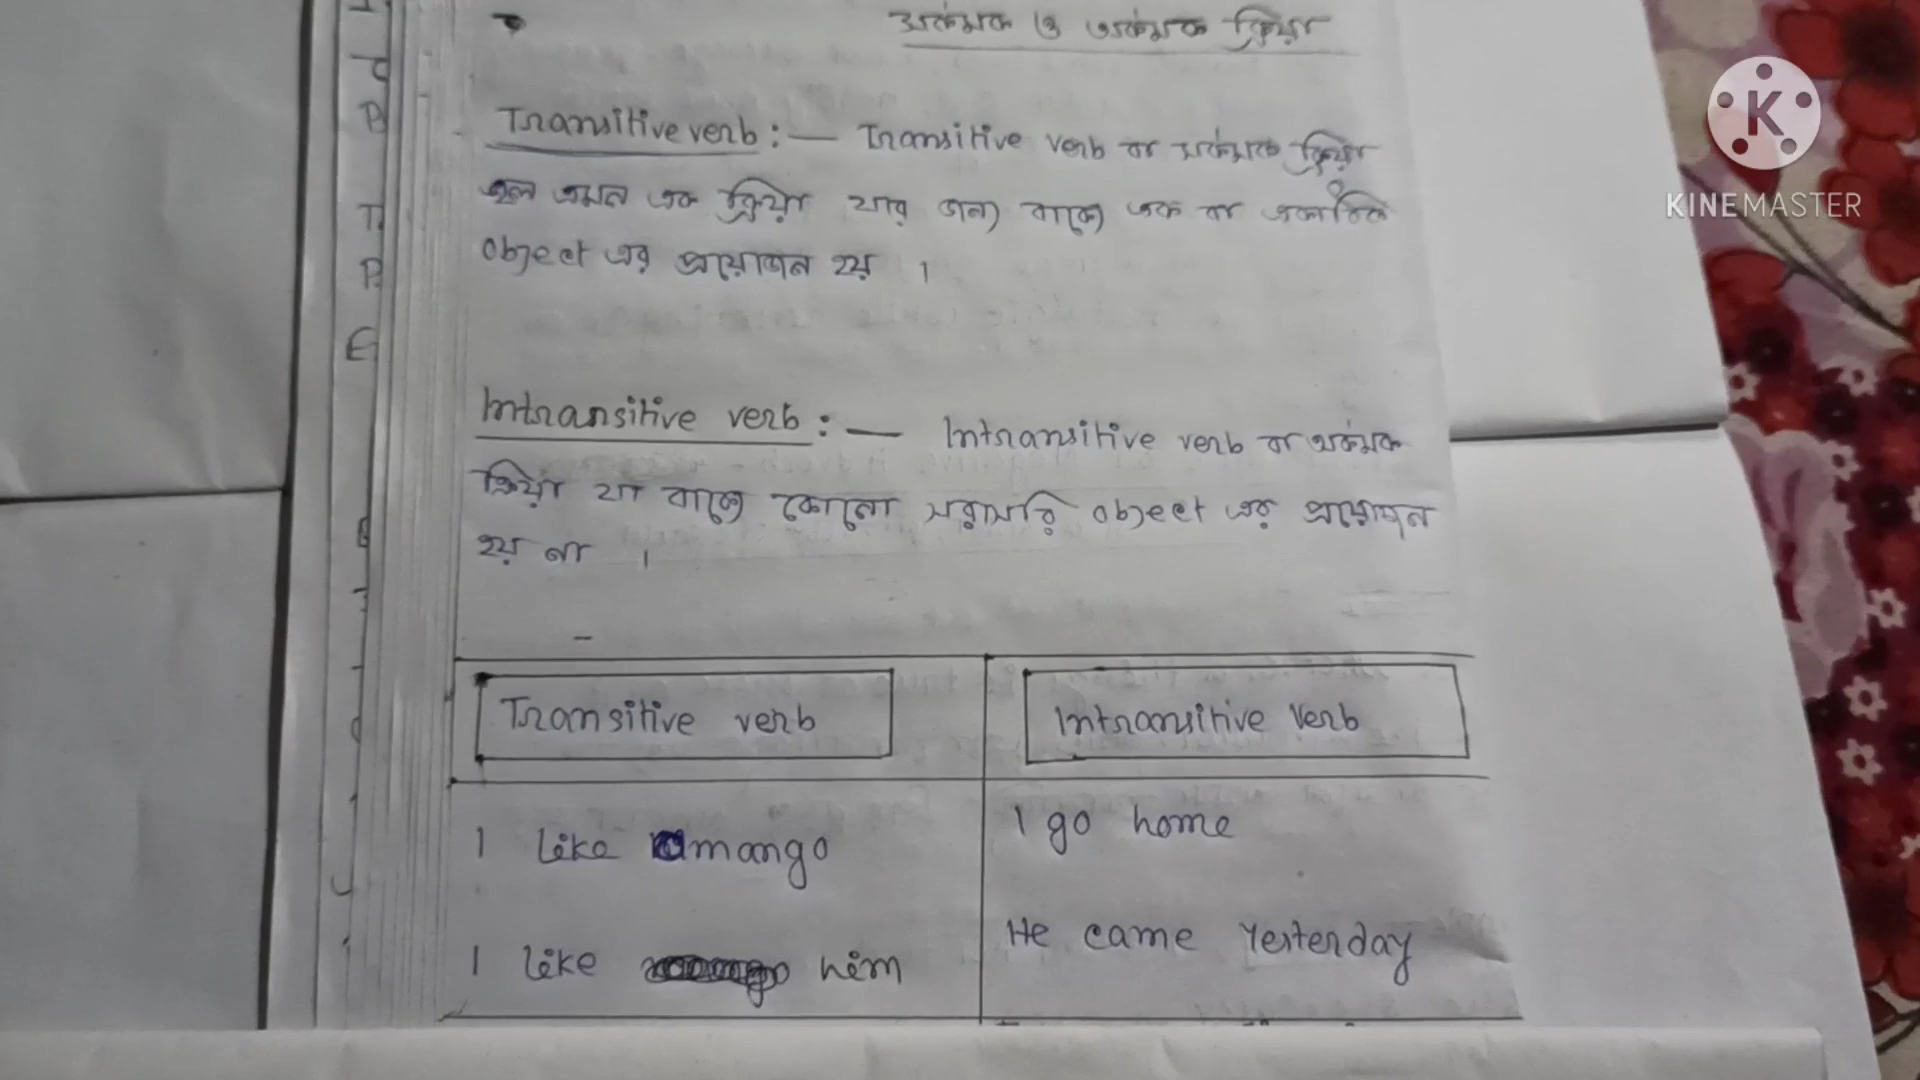 সকর্মক ও অকর্মক ক্রিয়া
Transitive verb :— Transitive verb বা সকর্মক ক্রিয়া
হল এমন এক ক্রিয়া যার জন্য বাক্যে এক বা একাধিক
object এর প্রয়োজন হয় ।
Intransitive verb :— Intransitive verb বা অকর্মক
ক্রিয়া যা বাক্যে কোনো সরাসরি object এর প্রয়োজন
হয় না ।
Transitive verb
Intransitive Verb
I like mango
I go home
I like him
He came Yesterday
K
KINEMASTER